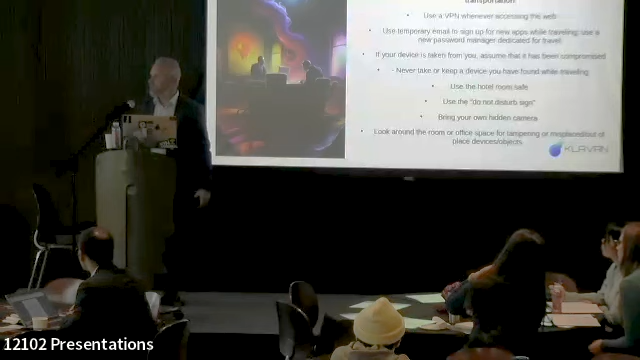 transportation.
Use a VPN whenever accessing the web
Use temporary email to sign up for new apps while traveling; use a
new password manager dedicated for travel.
If your device is taken from you, assume that it has been compromised
- Never take or keep a device you have found while traveling
Use the hotel room safe
Use the "do not disturb sign"
Bring your own hidden camera
Look around the room or office space for tampering or misplacement of
place devices/objects
KLAVAN
12102 Presentations